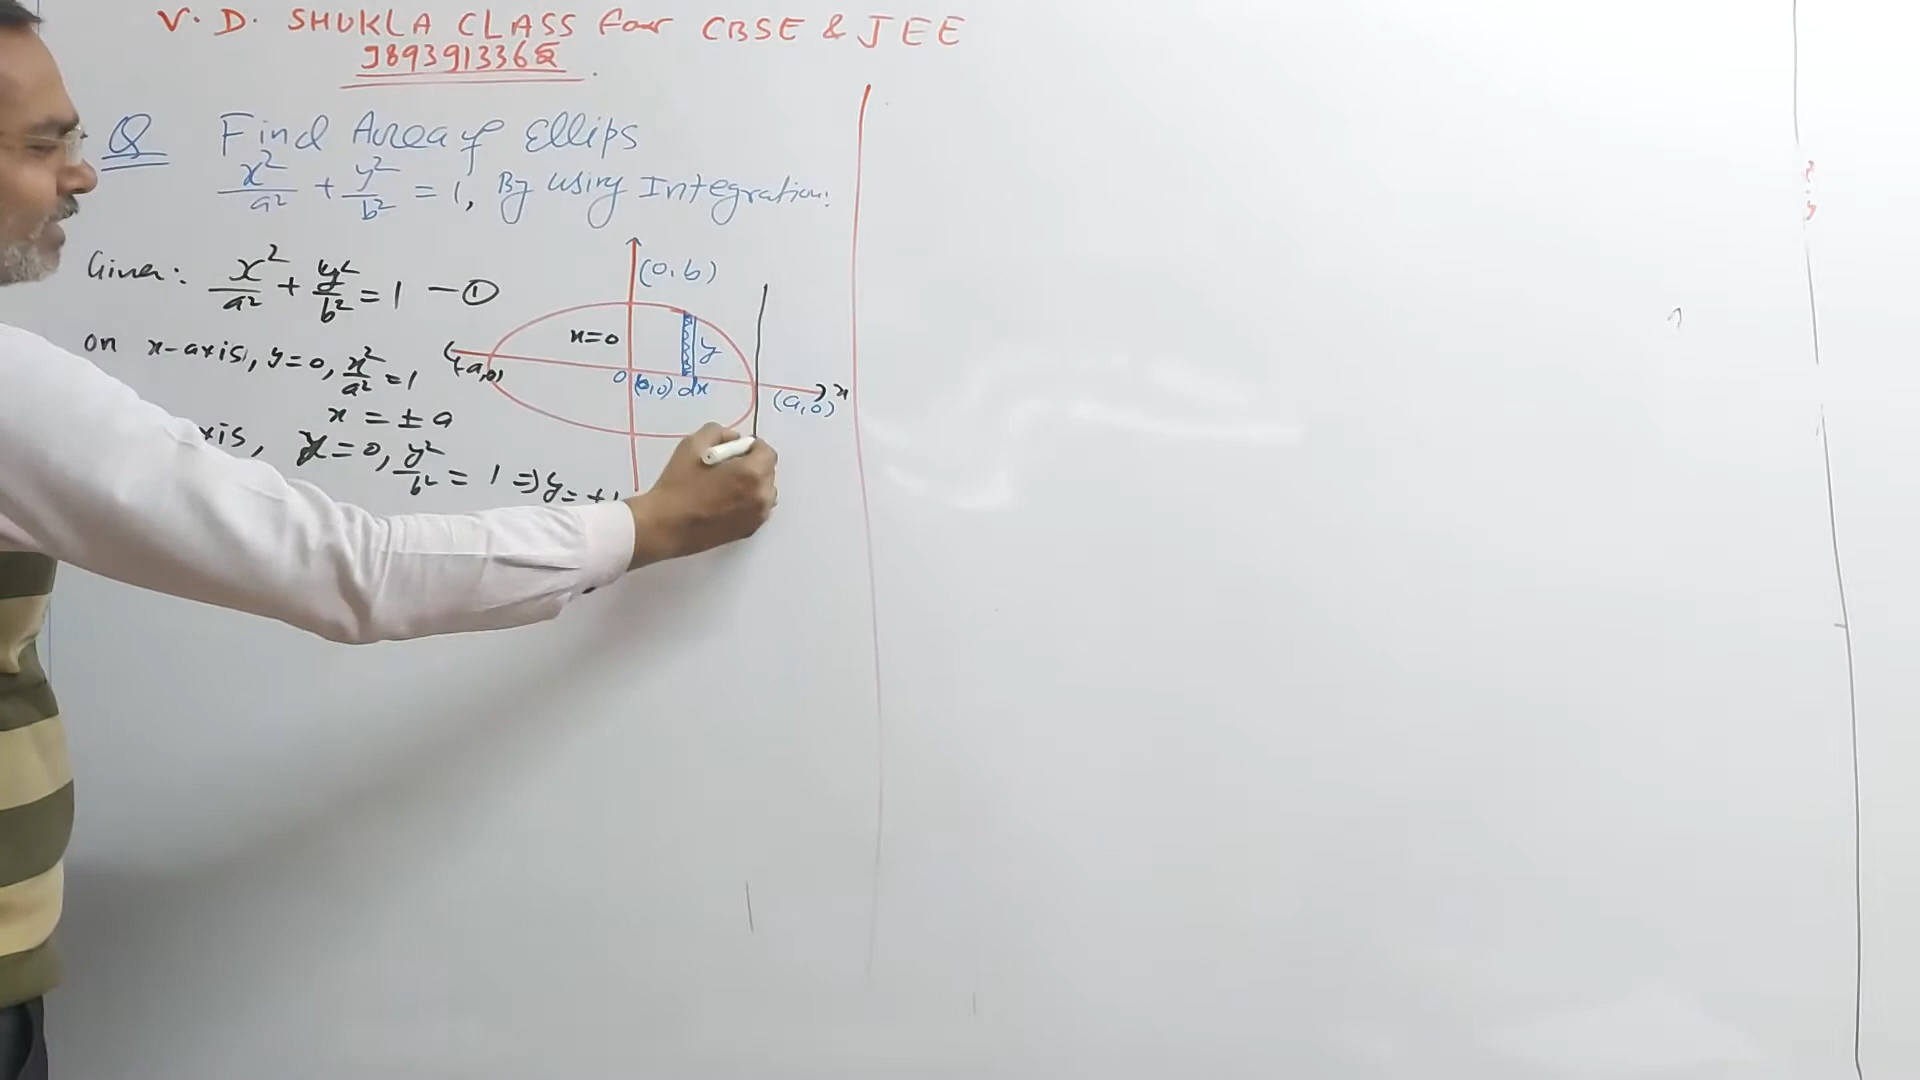 V. D. SHUKLA CLASS for CBSE & JEE
Q Find Area of Ellips
x²/a² + y²/b² = 1, By using Integration.
Given: x²/a² + y²/b² = 1 — ①
on x-axis, y=0, x²/a² = 1
x = ± a
xis, y = 0, y²/b² = 1 ⇒ y = ±
(0,b)
x=0
y
(-a,0)
0
(0,0) dx
(a,0)
x